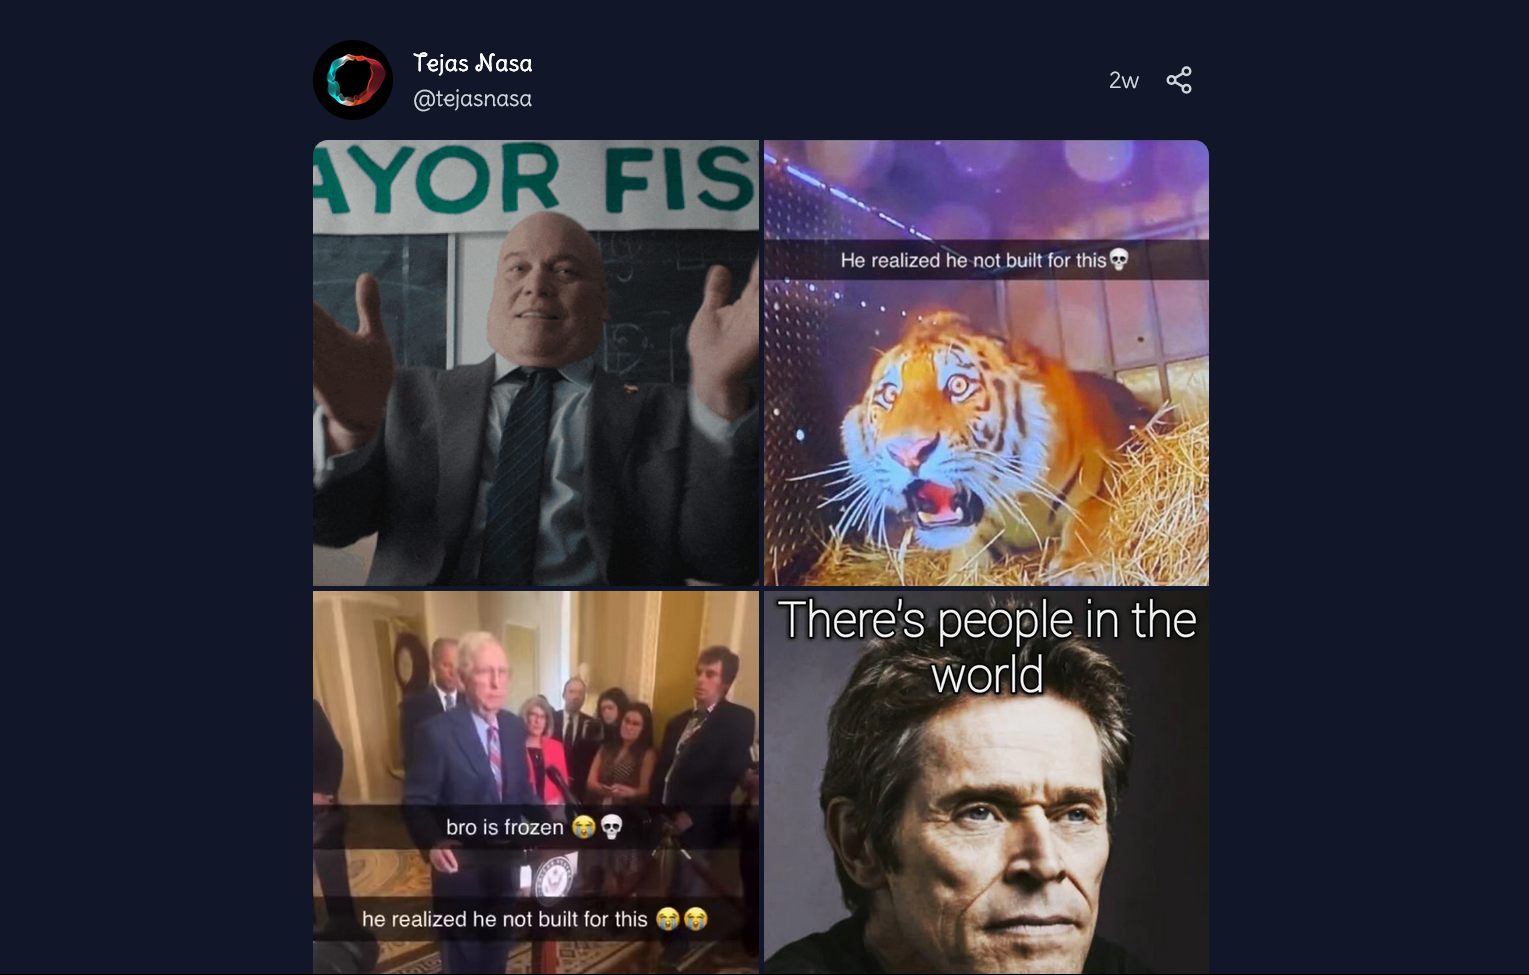 Tejas Nasa
@tejasnasa
2w
AYOR FIS
He realized he not built for this💀
bro is frozen 😭💀
he realized he not built for this 😭😭
There's people in the
world